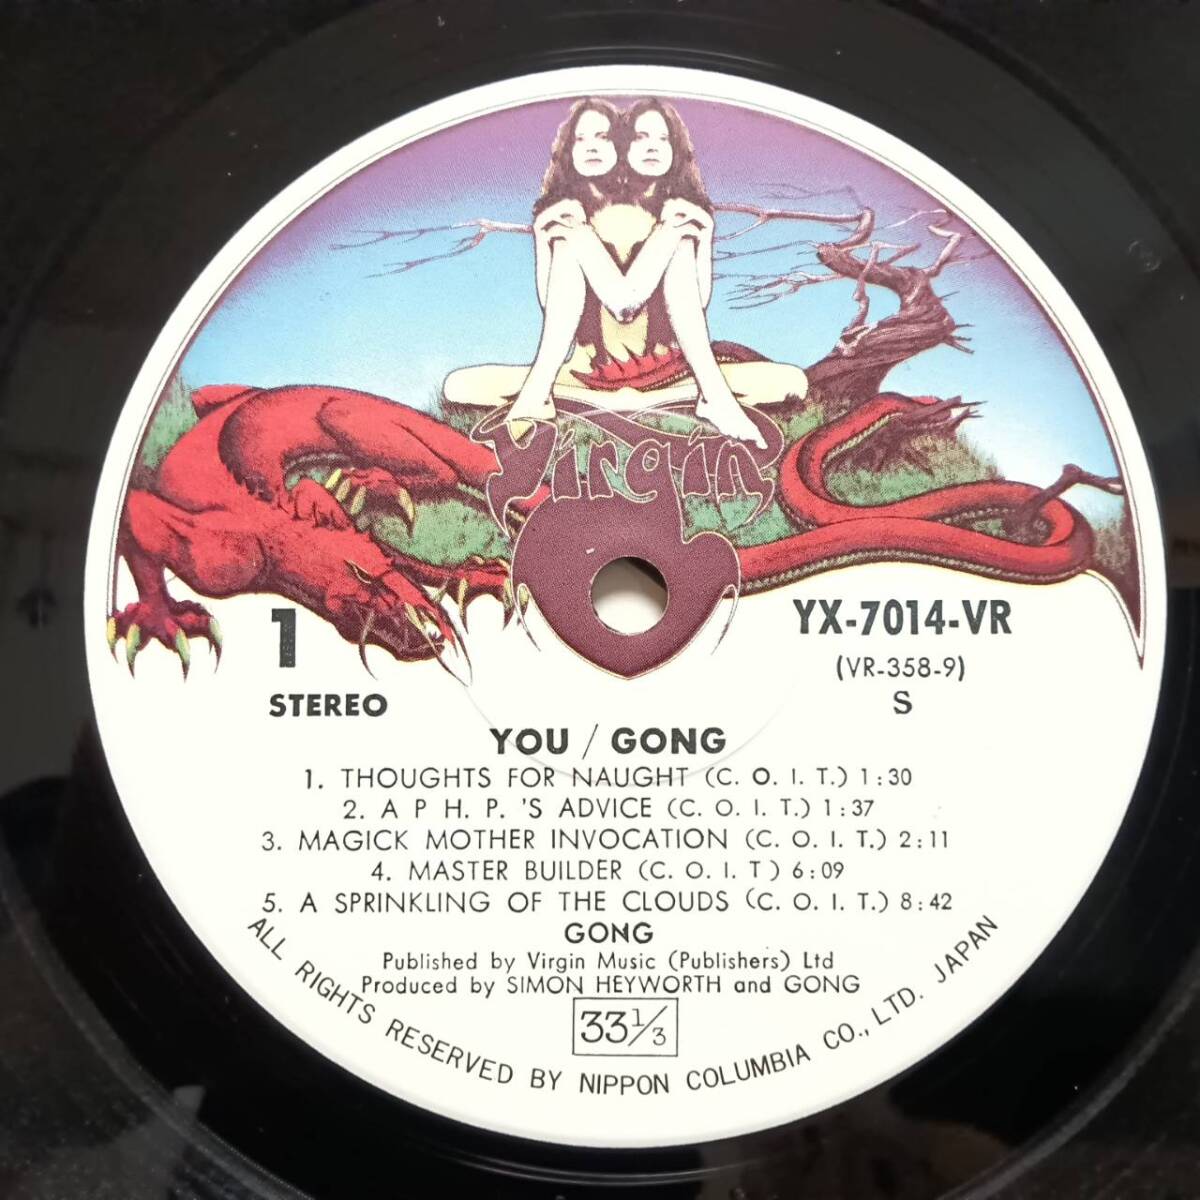 Virgin
1
STEREO
YX-7014-VR
(VR-358-9)
S
YOU / GONG
1. THOUGHTS FOR NAUGHT (C. O. I. T.) 1:30
2. A P H. P. 'S ADVICE (C. O. I. T.) 1:37
3. MAGICK MOTHER INVOCATION (C. O. I. T.) 2:11
4. MASTER BUILDER (C. O. I. T ) 6:09
5. A SPRINKLING OF THE CLOUDS (C. O. I. T.) 8:42
GONG
Published by Virgin Music (Publishers) Ltd
Produced by SIMON HEYWORTH and GONG
33⅓
ALL RIGHTS RESERVED BY NIPPON COLUMBIA CO., LTD. JAPAN